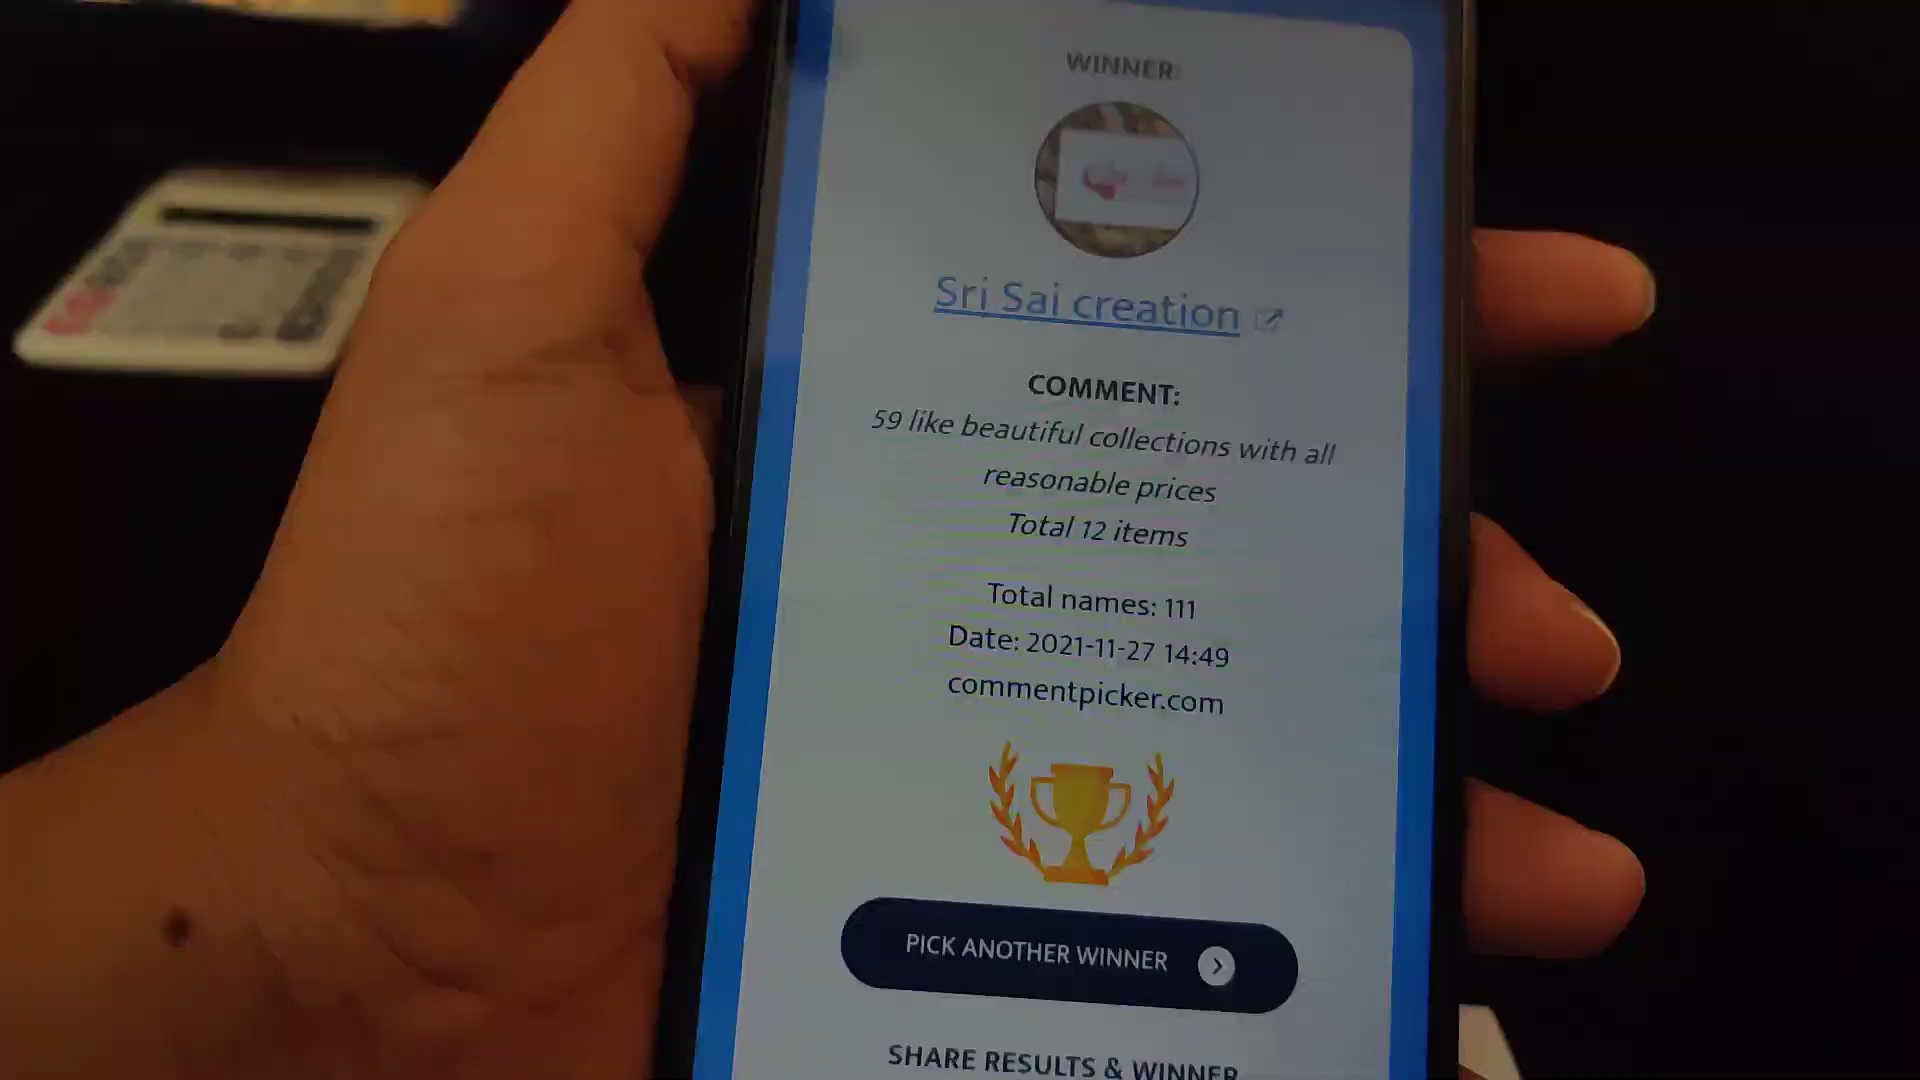 WINNER:
Sri Sai creation
COMMENT:
59 like beautiful collections with all
reasonable prices
Total 12 items
Total names: 111
Date: 2021-11-27 14:49
commentpicker.com
PICK ANOTHER WINNER
SHARE RESULTS & WINNER